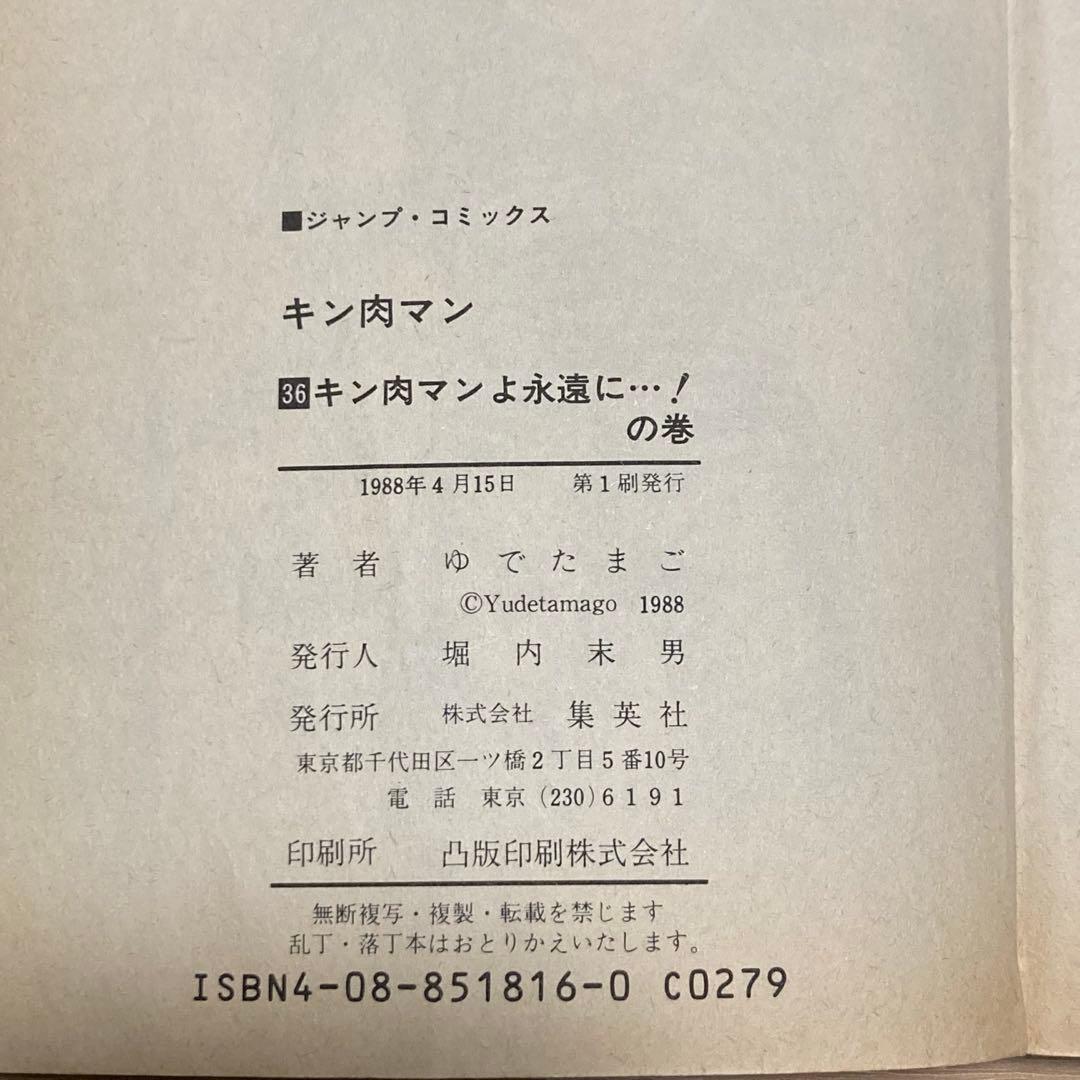 ■ジャンプ・コミックス
キン肉マン
36キン肉マンよ永遠に…!
の巻
1988年4月15日 第1刷発行
著者 ゆでたまご
©Yudetamago 1988
発行人 堀内末男
発行所 株式会社 集英社
東京都千代田区一ツ橋2丁目5番10号
電話 東京(230)6191
印刷所 凸版印刷株式会社
無断複写・複製・転載を禁じます
乱丁・落丁本はおとりかえいたします。
ISBN4-08-851816-0 C0279